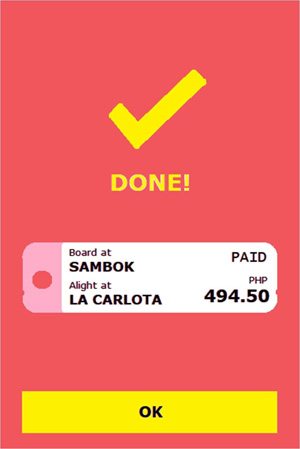 DONE!
Board at
SAMBOK
PAID
Alight at
LA CARLOTA
PHP
494.50
OK